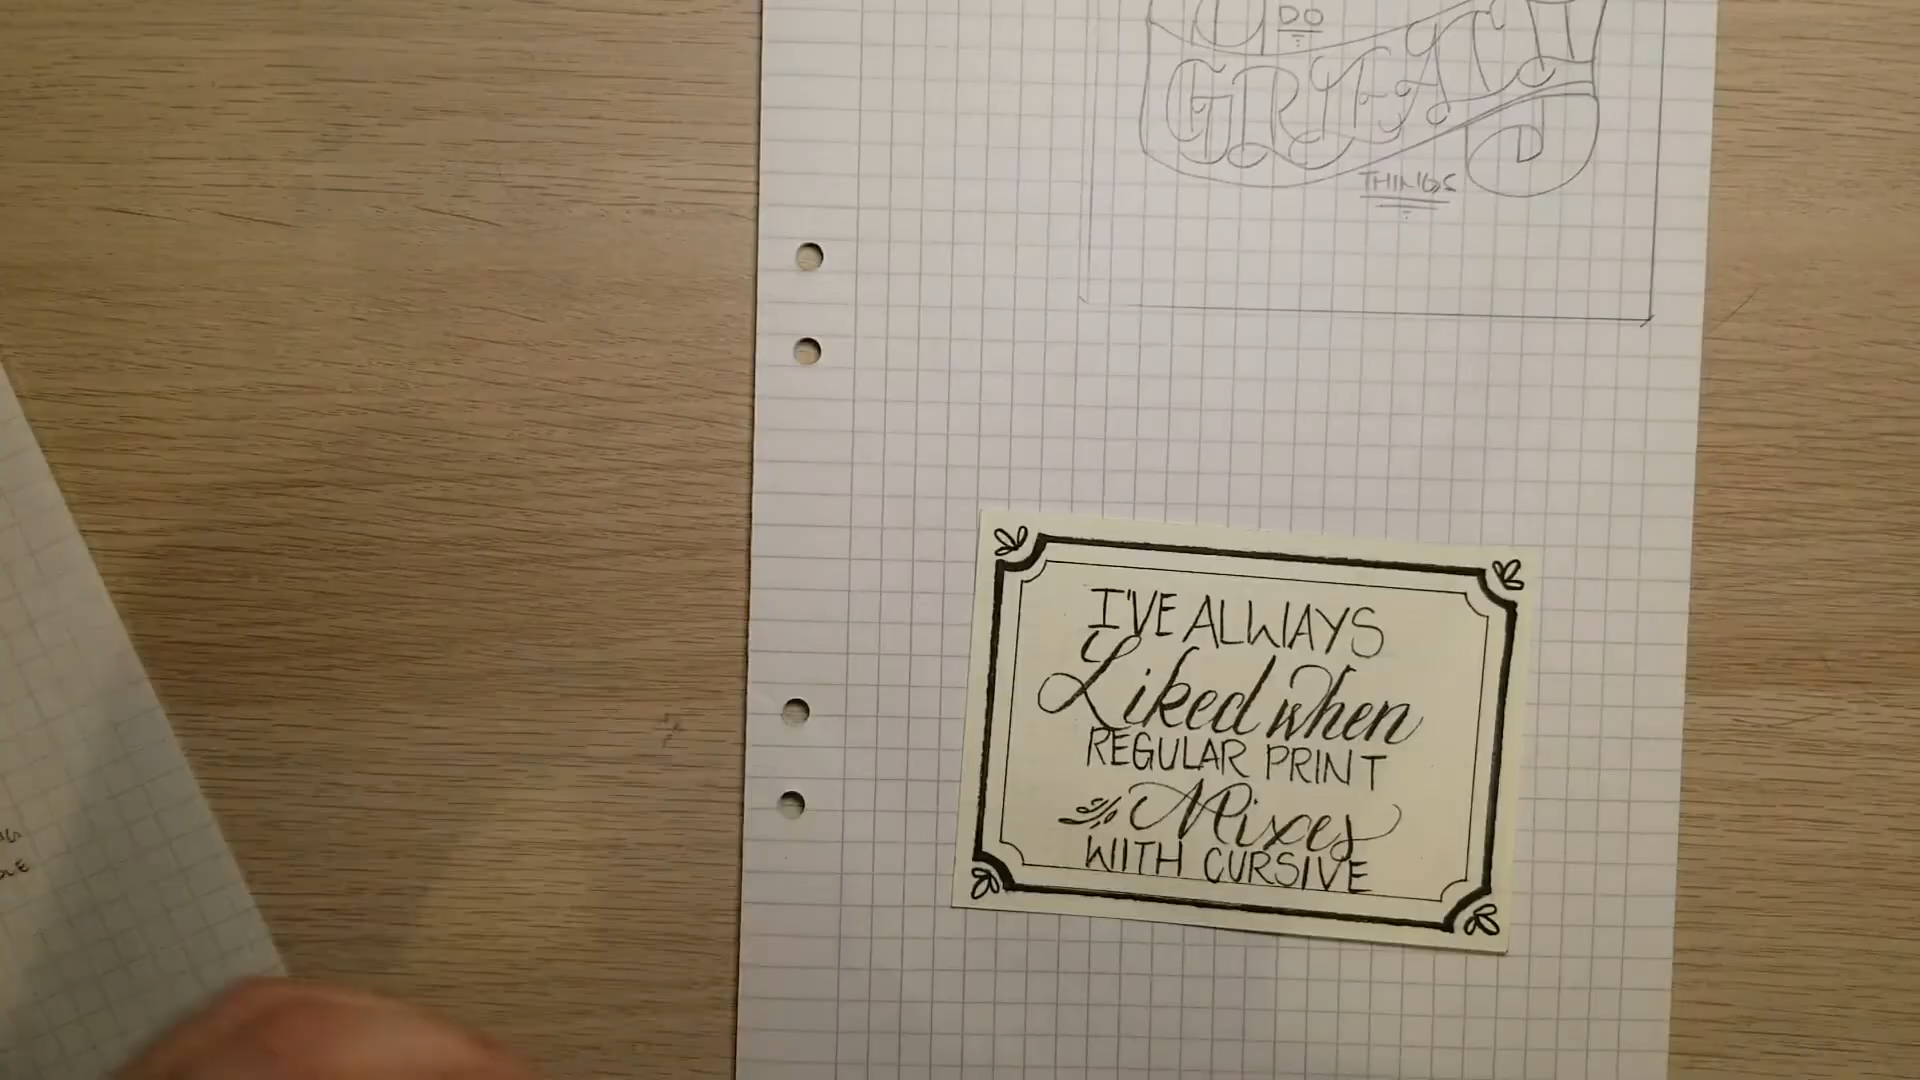 DO
GREAT
THINGS
I'VE ALWAYS
Liked when
REGULAR PRINT
Mixes
WITH CURSIVE